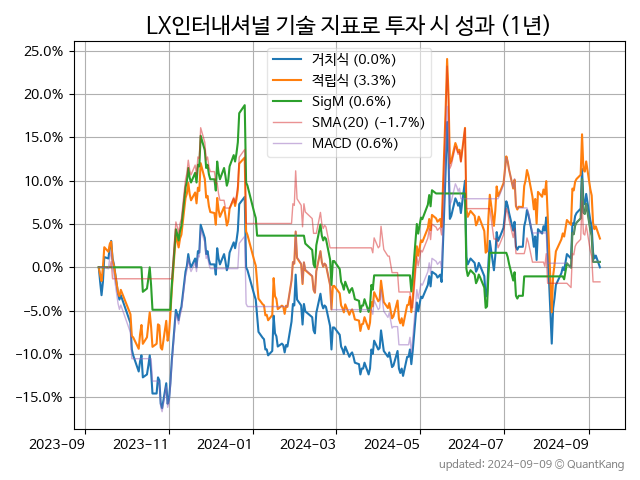 LX인터내셔널 기술 지표로 투자 시 성과 (1년)
거치식 (0.0%)
적립식 (3.3%)
SigM (0.6%)
SMA(20) (−1.7%)
MACD (0.6%)
25.0%
20.0%
15.0%
10.0%
5.0%
0.0%
−5.0%
−10.0%
−15.0%
2023-09 2023-11 2024-01 2024-03 2024-05 2024-07 2024-09
updated: 2024-09-09 © QuantKang